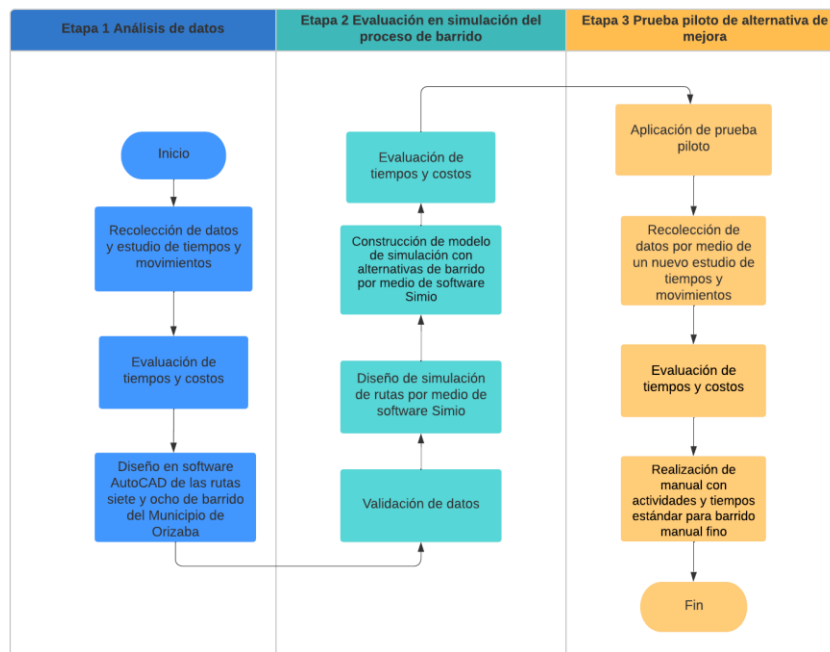 Etapa 1 Análisis de datos
Inicio
Recolección de datos
y estudio de tiempos y
movimientos
Evaluación de
tiempos y costos
Diseño en software
AutoCAD de las rutas
siete y ocho de barrido
del Municipio de
Orizaba
Etapa 2 Evaluación en simulación del
proceso de barrido
Evaluación de
tiempos y costos
Construcción de modelo
de simulación con
alternativas de barrido
por medio de software
Simio
Diseño de simulación
de rutas por medio de
software Simio
Validación de datos
Etapa 3 Prueba piloto de alternativa de
mejora
Aplicación de prueba
piloto
Recolección de
datos por medio de
un nuevo estudio de
tiempos y
movimientos
Evaluación de
tiempos y costos
Realización de
manual con
actividades y tiempos
estándar para barrido
manual fino
Fin